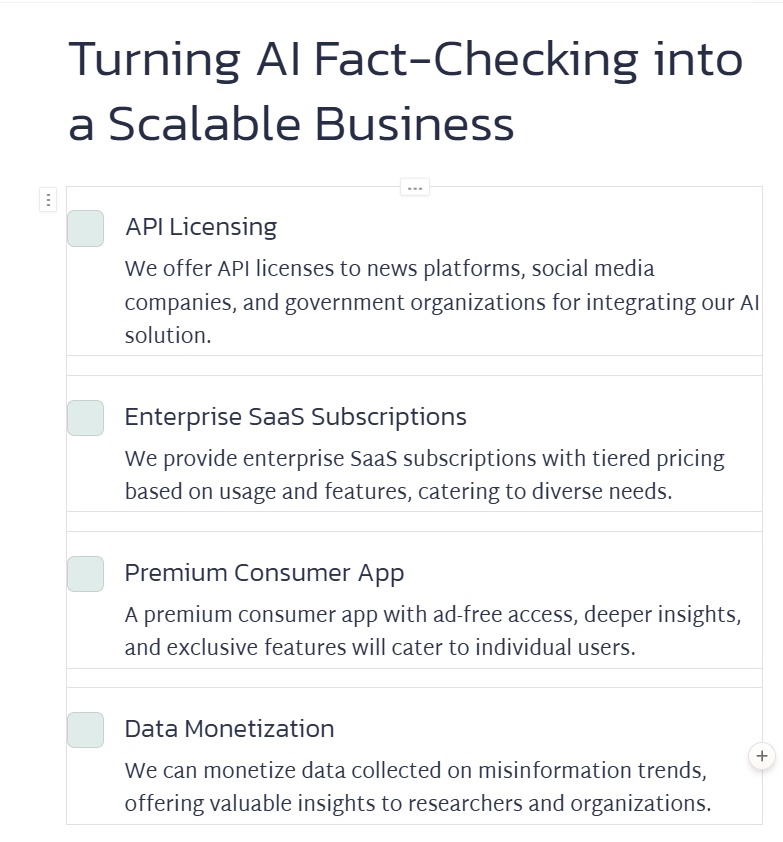 Turning AI Fact-Checking into
a Scalable Business
API Licensing
We offer API licenses to news platforms, social media
companies, and government organizations for integrating our AI
solution.
Enterprise SaaS Subscriptions
We provide enterprise SaaS subscriptions with tiered pricing
based on usage and features, catering to diverse needs.
Premium Consumer App
A premium consumer app with ad-free access, deeper insights,
and exclusive features will cater to individual users.
Data Monetization
We can monetize data collected on misinformation trends,
offering valuable insights to researchers and organizations.